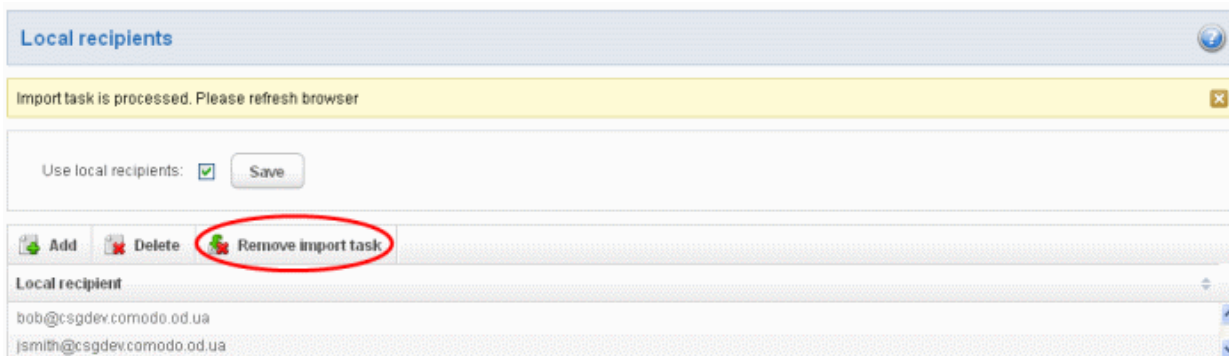 Local recipients
Import task is processed. Please refresh browser
Use local recipients: Save
Add Delete Remove import task
Local recipient
bob@csgdev.comodo.od.ua
jsmith@csgdev.comodo.od.ua